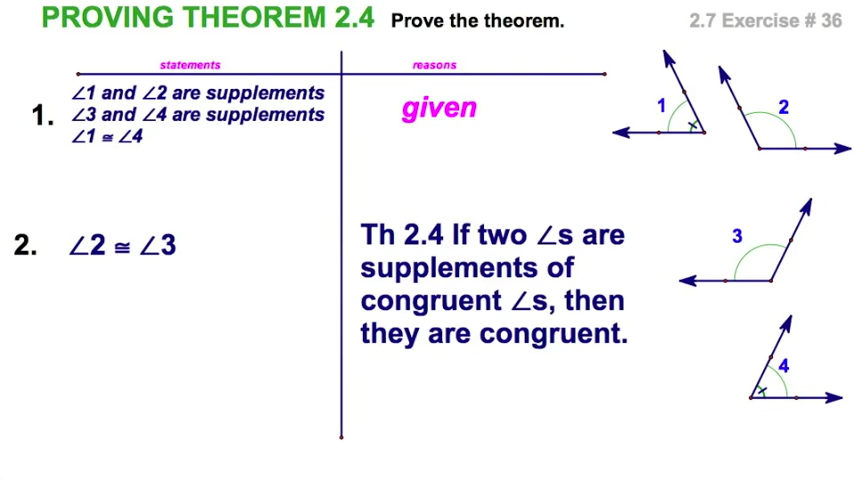 PROVING THEOREM 2.4 Prove the theorem. 2.7 Exercise # 36
statements reasons
1. ∠1 and ∠2 are supplements
∠3 and ∠4 are supplements
∠1 ≅ ∠4
given
1
2
2. ∠2 ≅ ∠3
Th 2.4 If two ∠s are
supplements of
congruent ∠s, then
they are congruent.
3
4